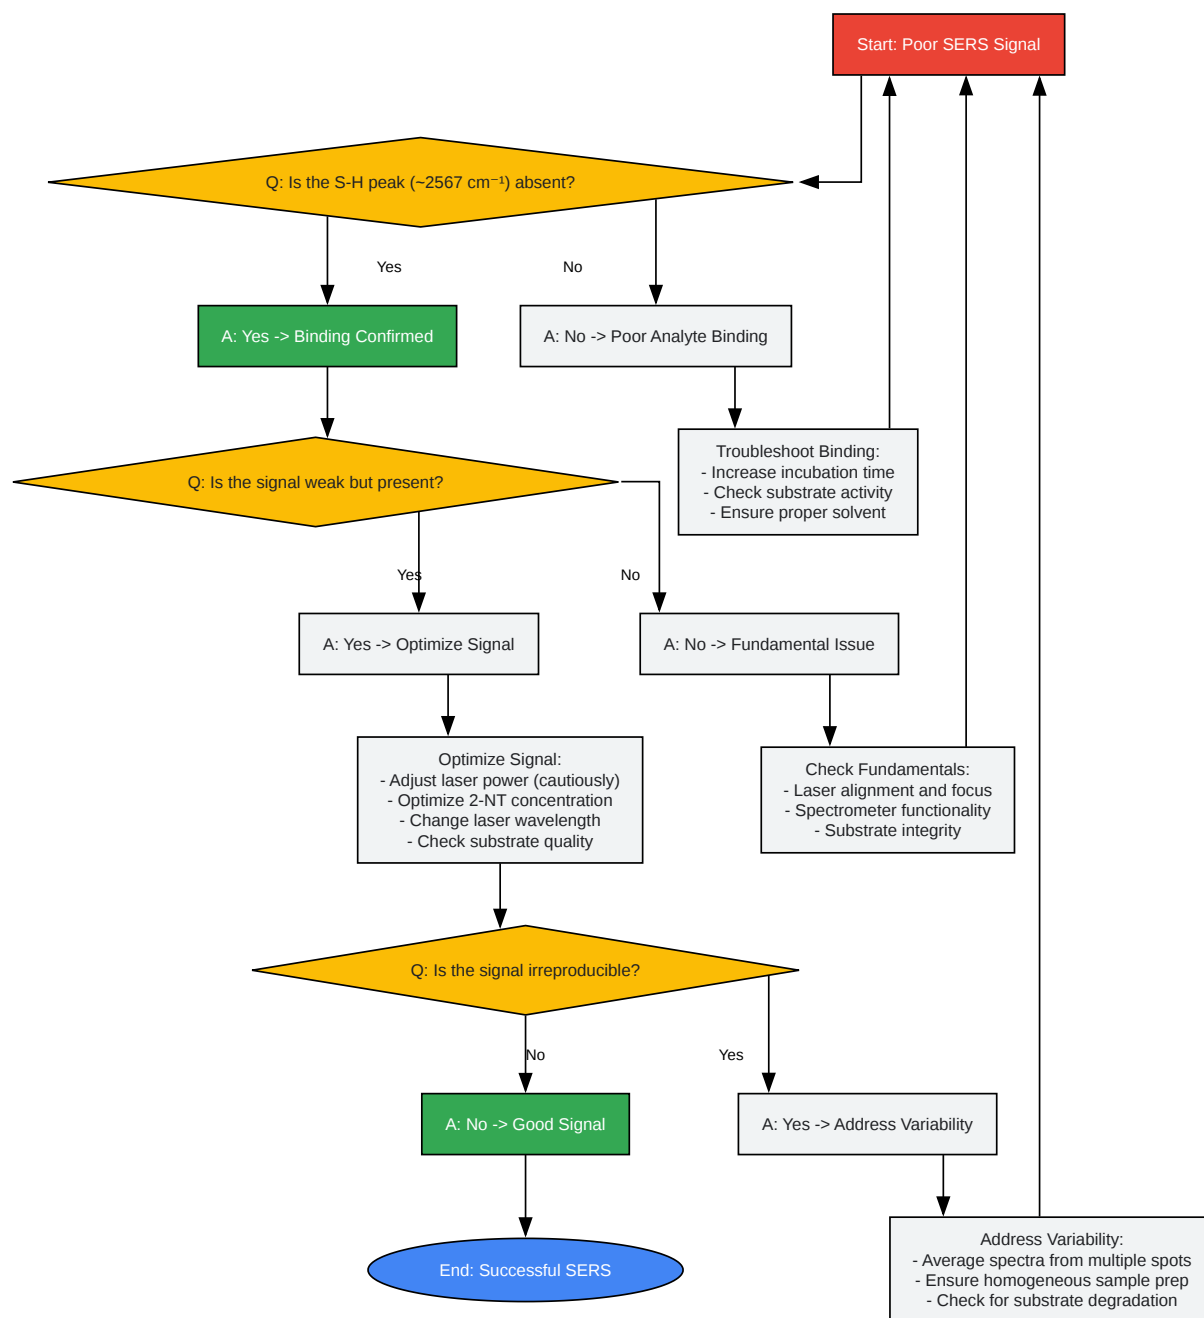 Start: Poor SERS Signal
Q: Is the S-H peak (~2567 cm⁻¹) absent?
Yes
No
A: Yes -> Binding Confirmed
A: No -> Poor Analyte Binding
Troubleshoot Binding:
- Increase incubation time
- Check substrate activity
- Ensure proper solvent
Q: Is the signal weak but present?
Yes
No
A: Yes -> Optimize Signal
A: No -> Fundamental Issue
Optimize Signal:
- Adjust laser power (cautiously)
- Optimize 2-NT concentration
- Change laser wavelength
- Check substrate quality
Check Fundamentals:
- Laser alignment and focus
- Spectrometer functionality
- Substrate integrity
Q: Is the signal irreproducible?
No
Yes
A: No -> Good Signal
A: Yes -> Address Variability
End: Successful SERS
Address Variability:
- Average spectra from multiple spots
- Ensure homogeneous sample prep
- Check for substrate degradation